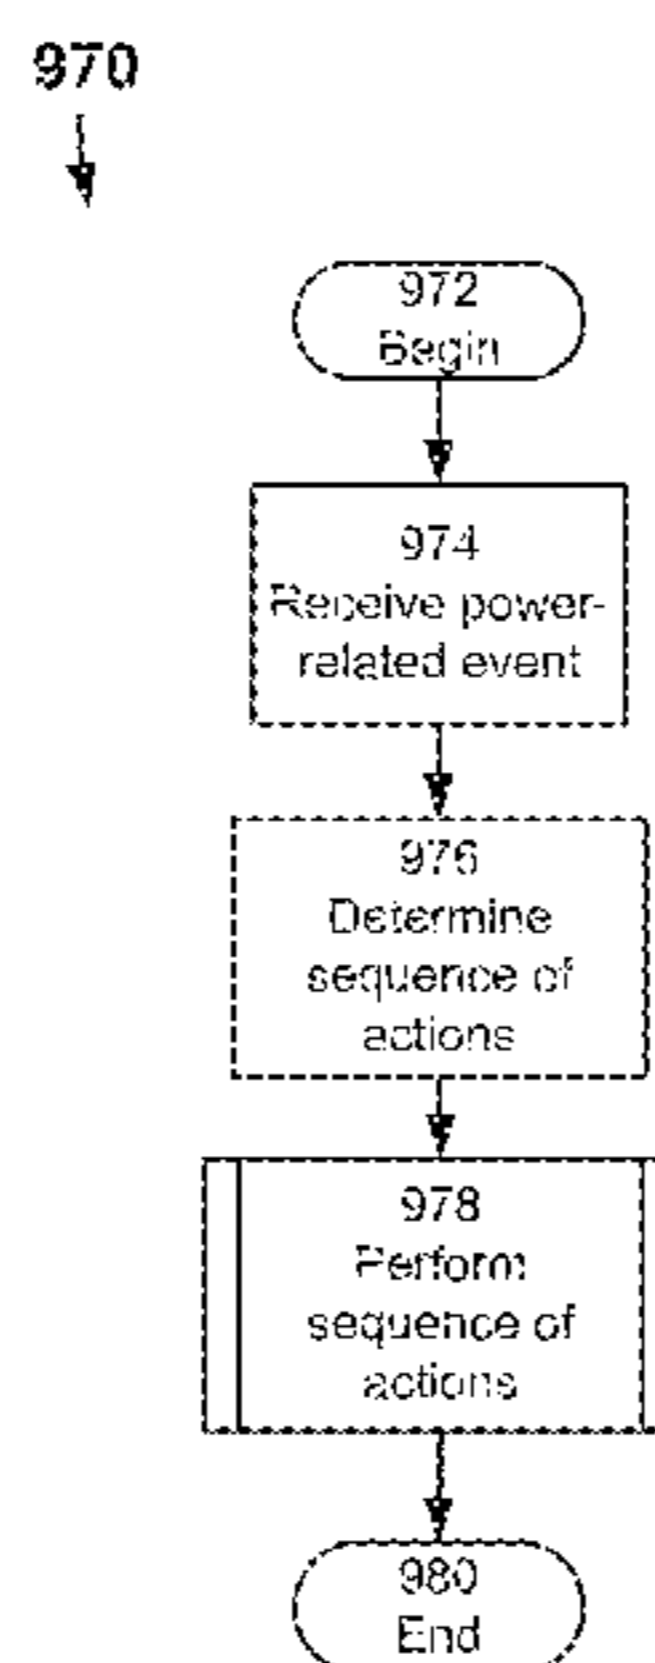 970
972
Begin
974
Receive power-
related event
976
Determine
sequence of
actions
978
Perform
sequence of
actions
980
End